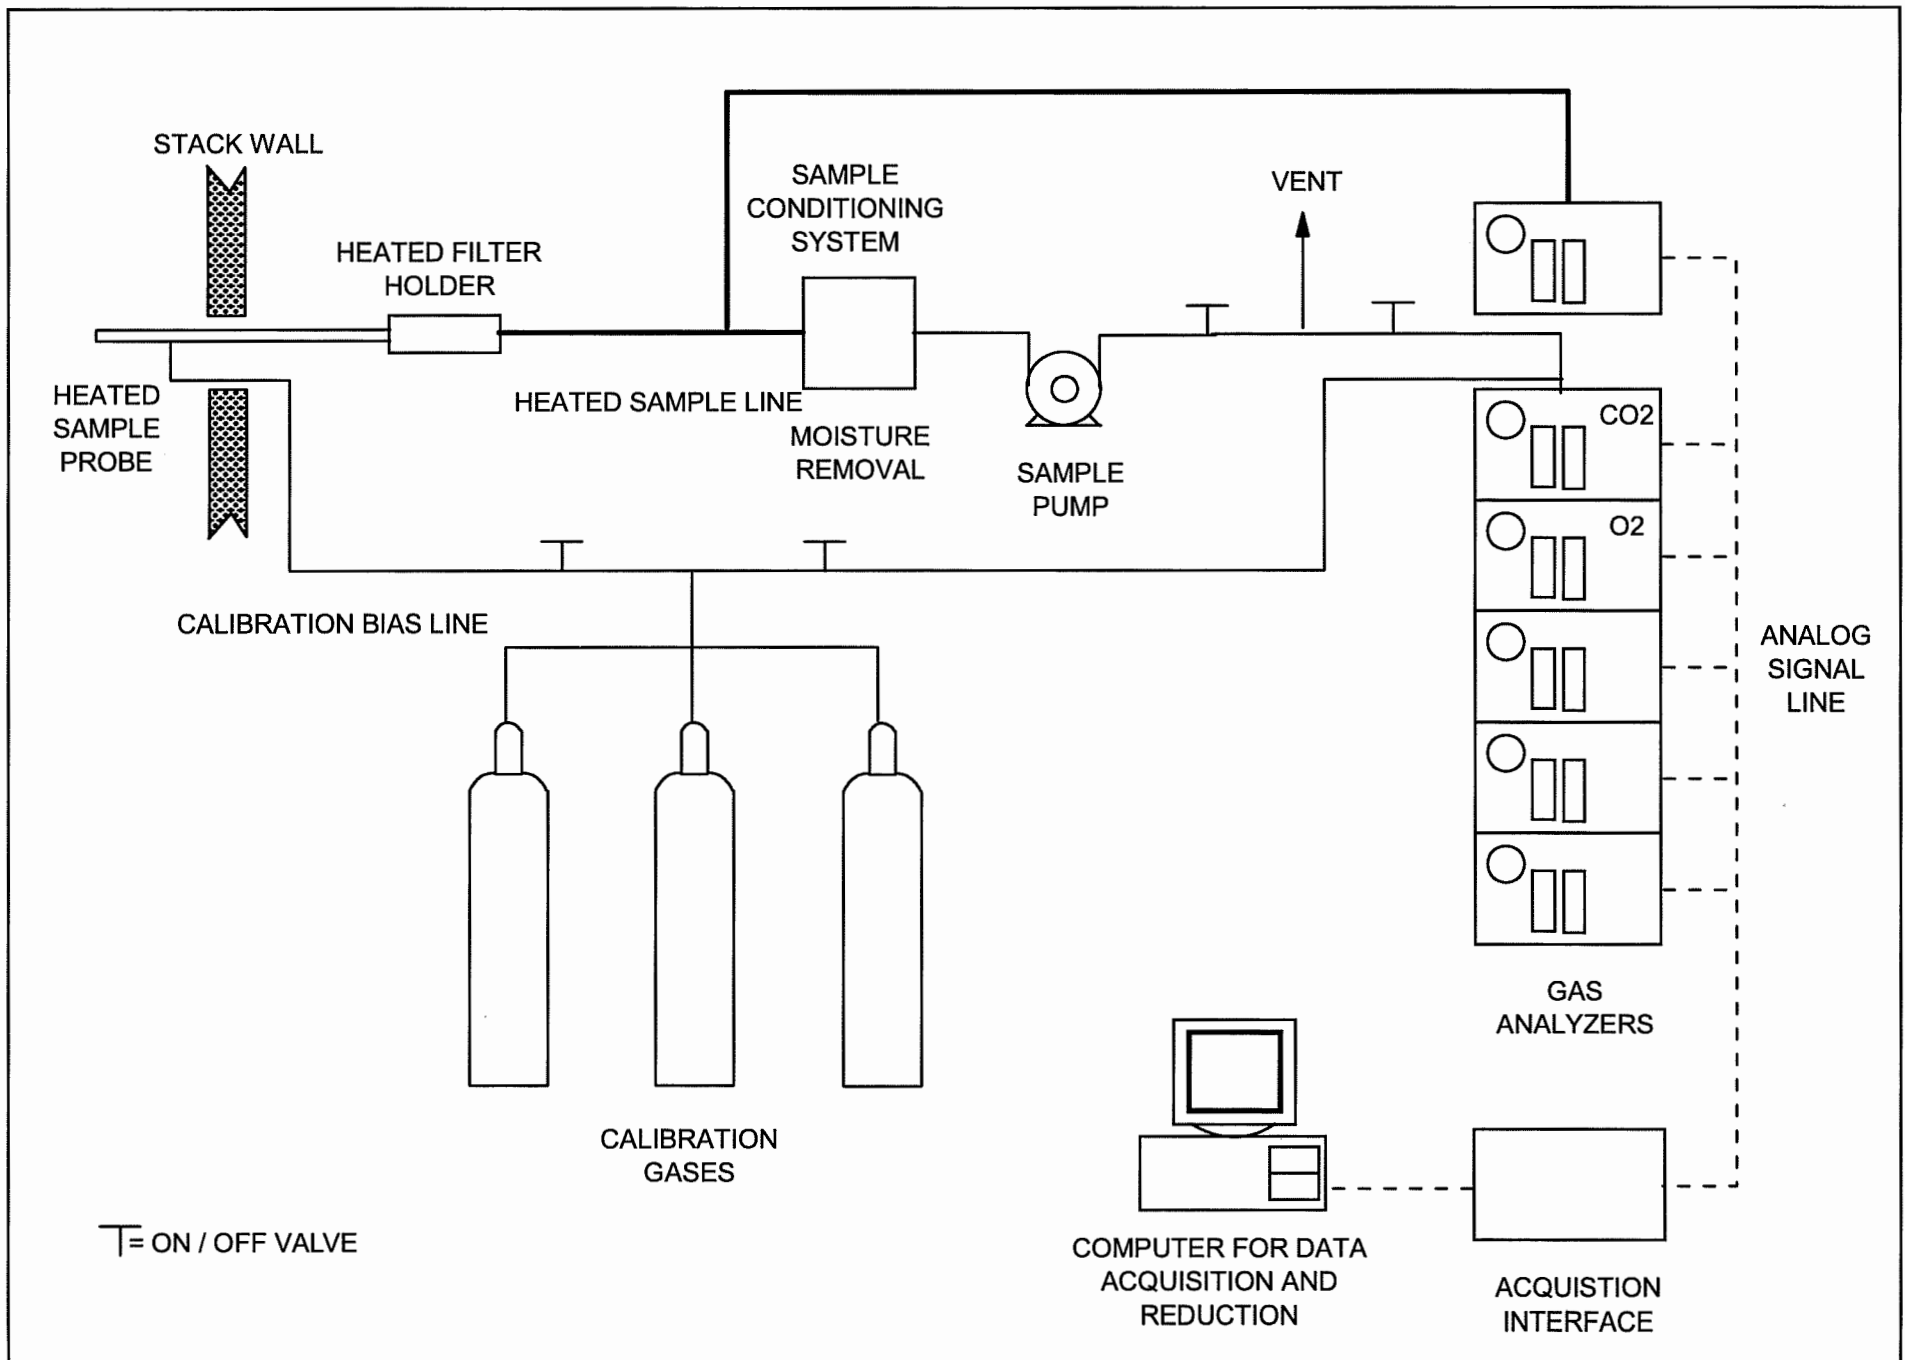 STACK WALL
SAMPLE
CONDITIONING
SYSTEM
VENT
HEATED FILTER
HOLDER
HEATED
SAMPLE
PROBE
HEATED SAMPLE LINE
MOISTURE
REMOVAL
SAMPLE
PUMP
CO2
O2
CALIBRATION BIAS LINE
ANALOG
SIGNAL
LINE
GAS
ANALYZERS
CALIBRATION
GASES
= ON / OFF VALVE
COMPUTER FOR DATA
ACQUISITION AND
REDUCTION
ACQUISTION
INTERFACE